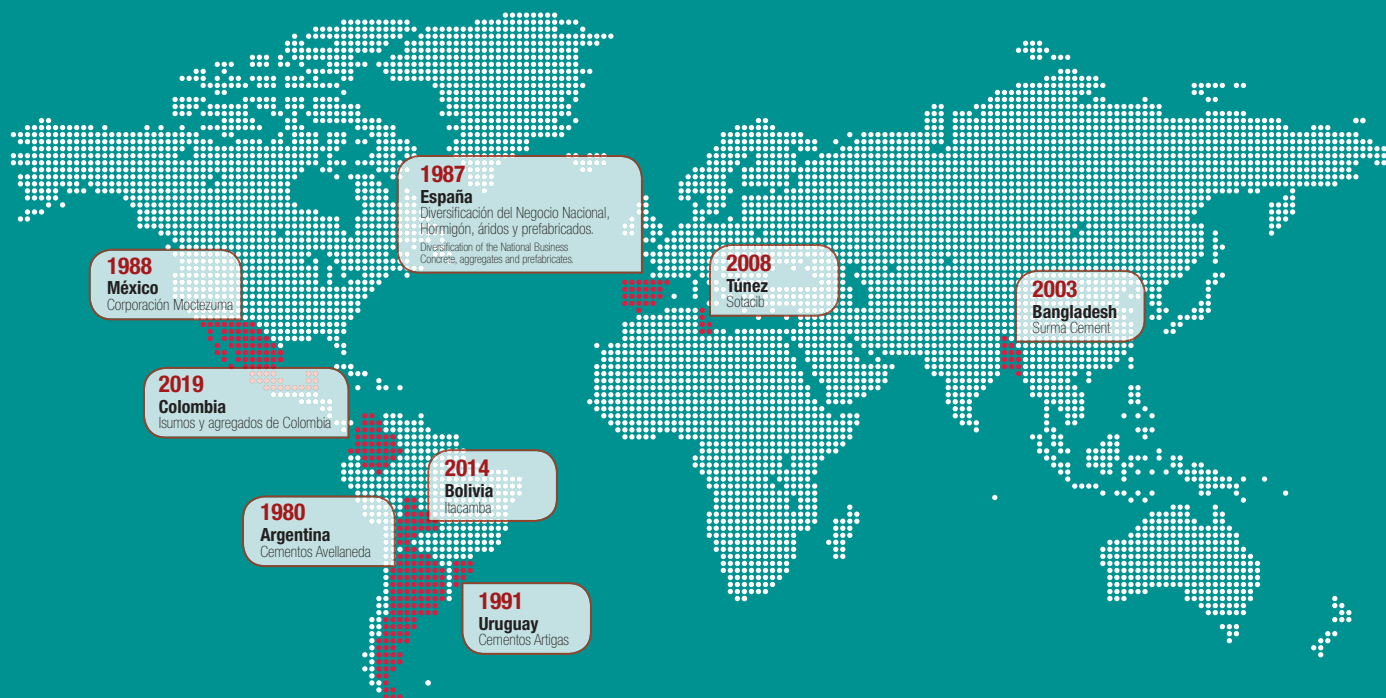 1987
España
Diversificación del Negocio Nacional,
Hormigón, áridos y prefabricados.
Diversification of the National Business
Concrete, aggregates and prefabricates.
1988
México
Corporación Moctezuma
2008
Túnez
Sotacib
2003
Bangladesh
Surma Cement
2019
Colombia
Isumos y agregados de Colombia
2014
Bolivia
Itacamba
1980
Argentina
Cementos Avellaneda
1991
Uruguay
Cementos Artigas